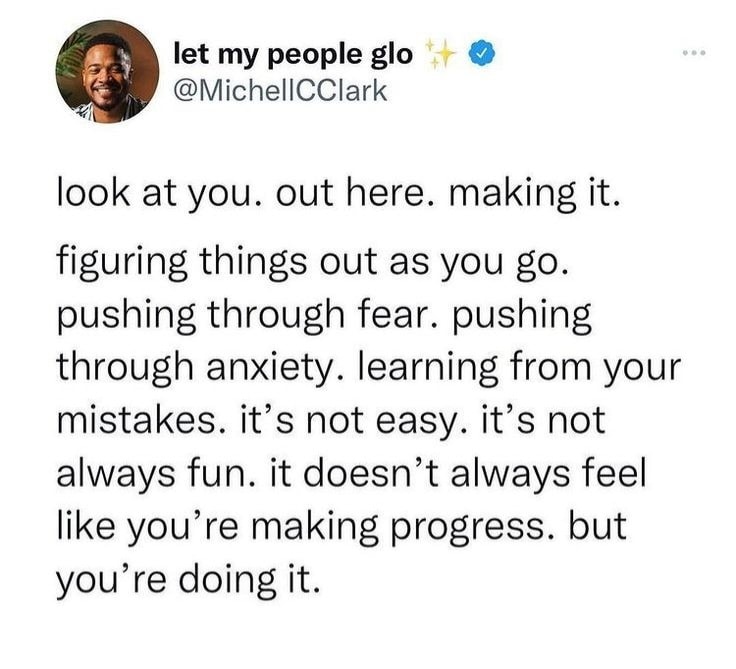 let my people glo ✨
@MichellCClark
look at you. out here. making it.
figuring things out as you go.
pushing through fear. pushing
through anxiety. learning from your
mistakes. it’s not easy. it’s not
always fun. it doesn’t always feel
like you’re making progress. but
you’re doing it.